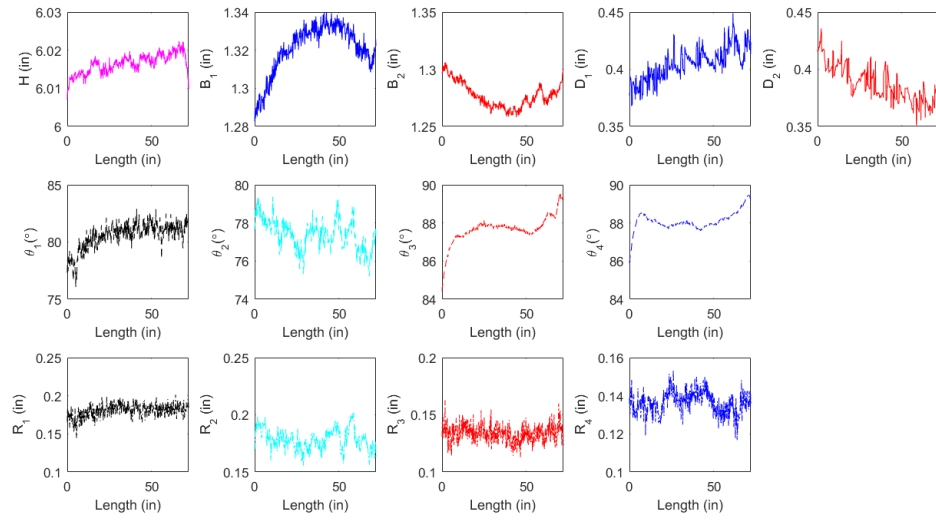 H (in)
6.03
6.02
6.01
6
0
50
Length (in)
B₁ (in)
1.34
1.32
1.3
1.28
0
50
Length (in)
B₂ (in)
1.35
1.3
1.25
0
50
Length (in)
D₁ (in)
0.45
0.4
0.35
0
50
Length (in)
D₂ (in)
0.45
0.4
0.35
0
50
Length (in)
θ₁(°)
85
80
75
0
50
Length (in)
θ₂(°)
80
78
76
74
0
50
Length (in)
θ₃(°)
90
88
86
84
0
50
Length (in)
θ₄(°)
90
88
86
84
0
50
Length (in)
R₁ (in)
0.25
0.2
0.15
0.1
0
50
Length (in)
R₂ (in)
0.25
0.2
0.15
0
50
Length (in)
R₃ (in)
0.2
0.15
0.1
0
50
Length (in)
R₄ (in)
0.16
0.14
0.12
0.1
0
50
Length (in)